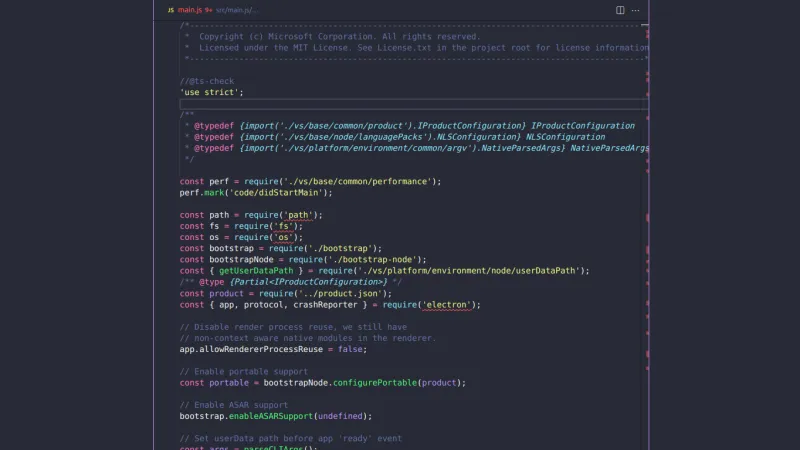 JS main.js 9+ src/main.js/...
/*---------------------------------------------------------------------------------------------
 *  Copyright (c) Microsoft Corporation. All rights reserved.
 *  Licensed under the MIT License. See License.txt in the project root for license information
 *--------------------------------------------------------------------------------------------
//@ts-check
'use strict';
/**
 * @typedef {import('./vs/base/common/product').IProductConfiguration} IProductConfiguration
 * @typedef {import('./vs/base/node/languagePacks').NLSConfiguration} NLSConfiguration
 * @typedef {import('./vs/platform/environment/common/argv').NativeParsedArgs} NativeParsedArgs
 */
const perf = require('./vs/base/common/performance');
perf.mark('code/didStartMain');
const path = require('path');
const fs = require('fs');
const os = require('os');
const bootstrap = require('./bootstrap');
const bootstrapNode = require('./bootstrap-node');
const { getUserDataPath } = require('./vs/platform/environment/node/userDataPath');
/** @type {Partial<IProductConfiguration>} */
const product = require('../product.json');
const { app, protocol, crashReporter } = require('electron');
// Disable render process reuse, we still have
// non-context aware native modules in the renderer.
app.allowRendererProcessReuse = false;
// Enable portable support
const portable = bootstrapNode.configurePortable(product);
// Enable ASAR support
bootstrap.enableASARSupport(undefined);
// Set userData path before app 'ready' event
const args = parseCLIArgs();